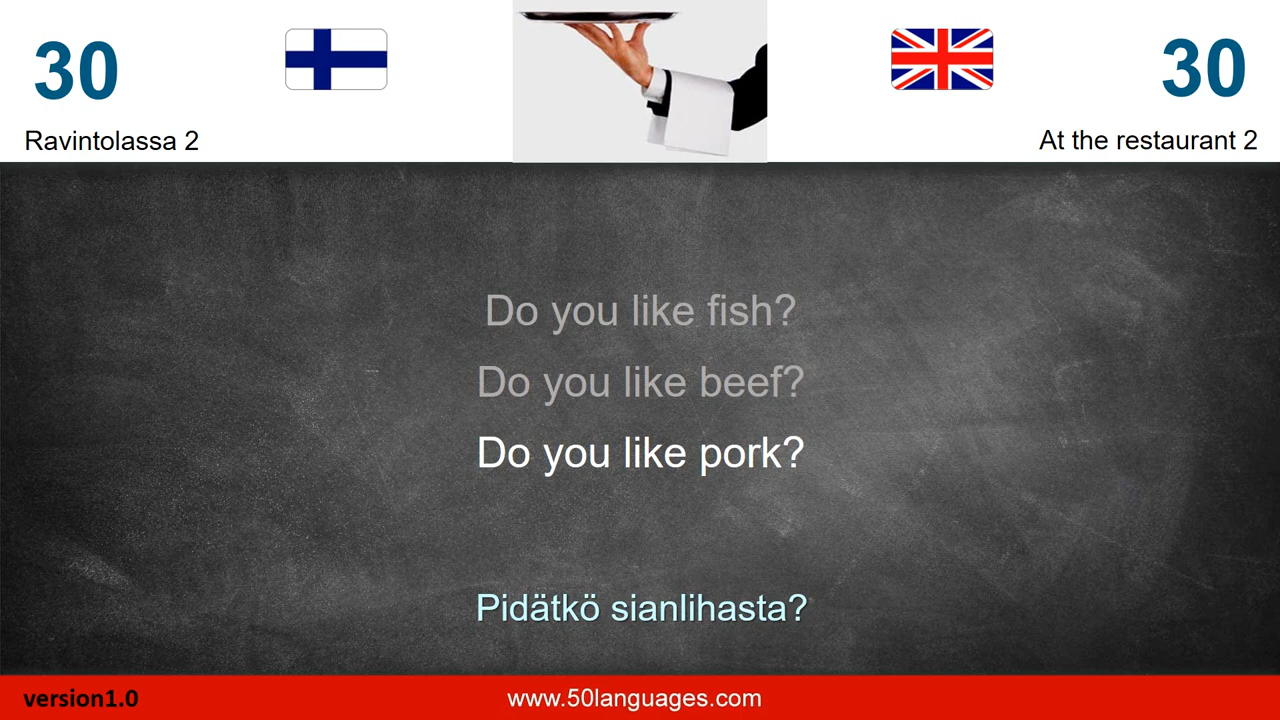 30
30
Ravintolassa 2
At the restaurant 2
Do you like fish?
Do you like beef?
Do you like pork?
Pidätkö sianlihasta?
version1.0
www.50languages.com